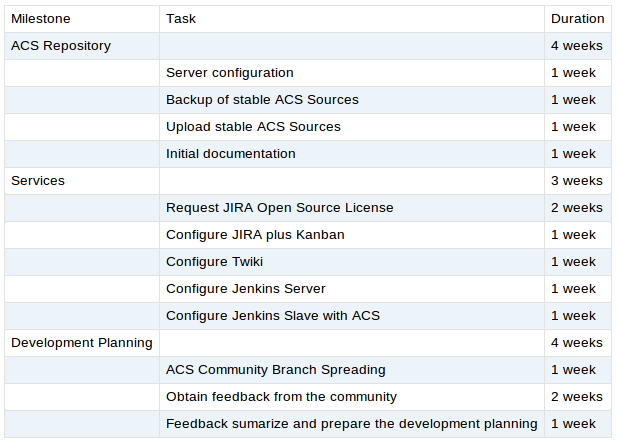 Milestone Task Duration
ACS Repository 4 weeks
Server configuration 1 week
Backup of stable ACS Sources 1 week
Upload stable ACS Sources 1 week
Initial documentation 1 week
Services 3 weeks
Request JIRA Open Source License 2 weeks
Configure JIRA plus Kanban 1 week
Configure Twiki 1 week
Configure Jenkins Server 1 week
Configure Jenkins Slave with ACS 1 week
Development Planning 4 weeks
ACS Community Branch Spreading 1 week
Obtain feedback from the community 2 weeks
Feedback sumarize and prepare the development planning 1 week